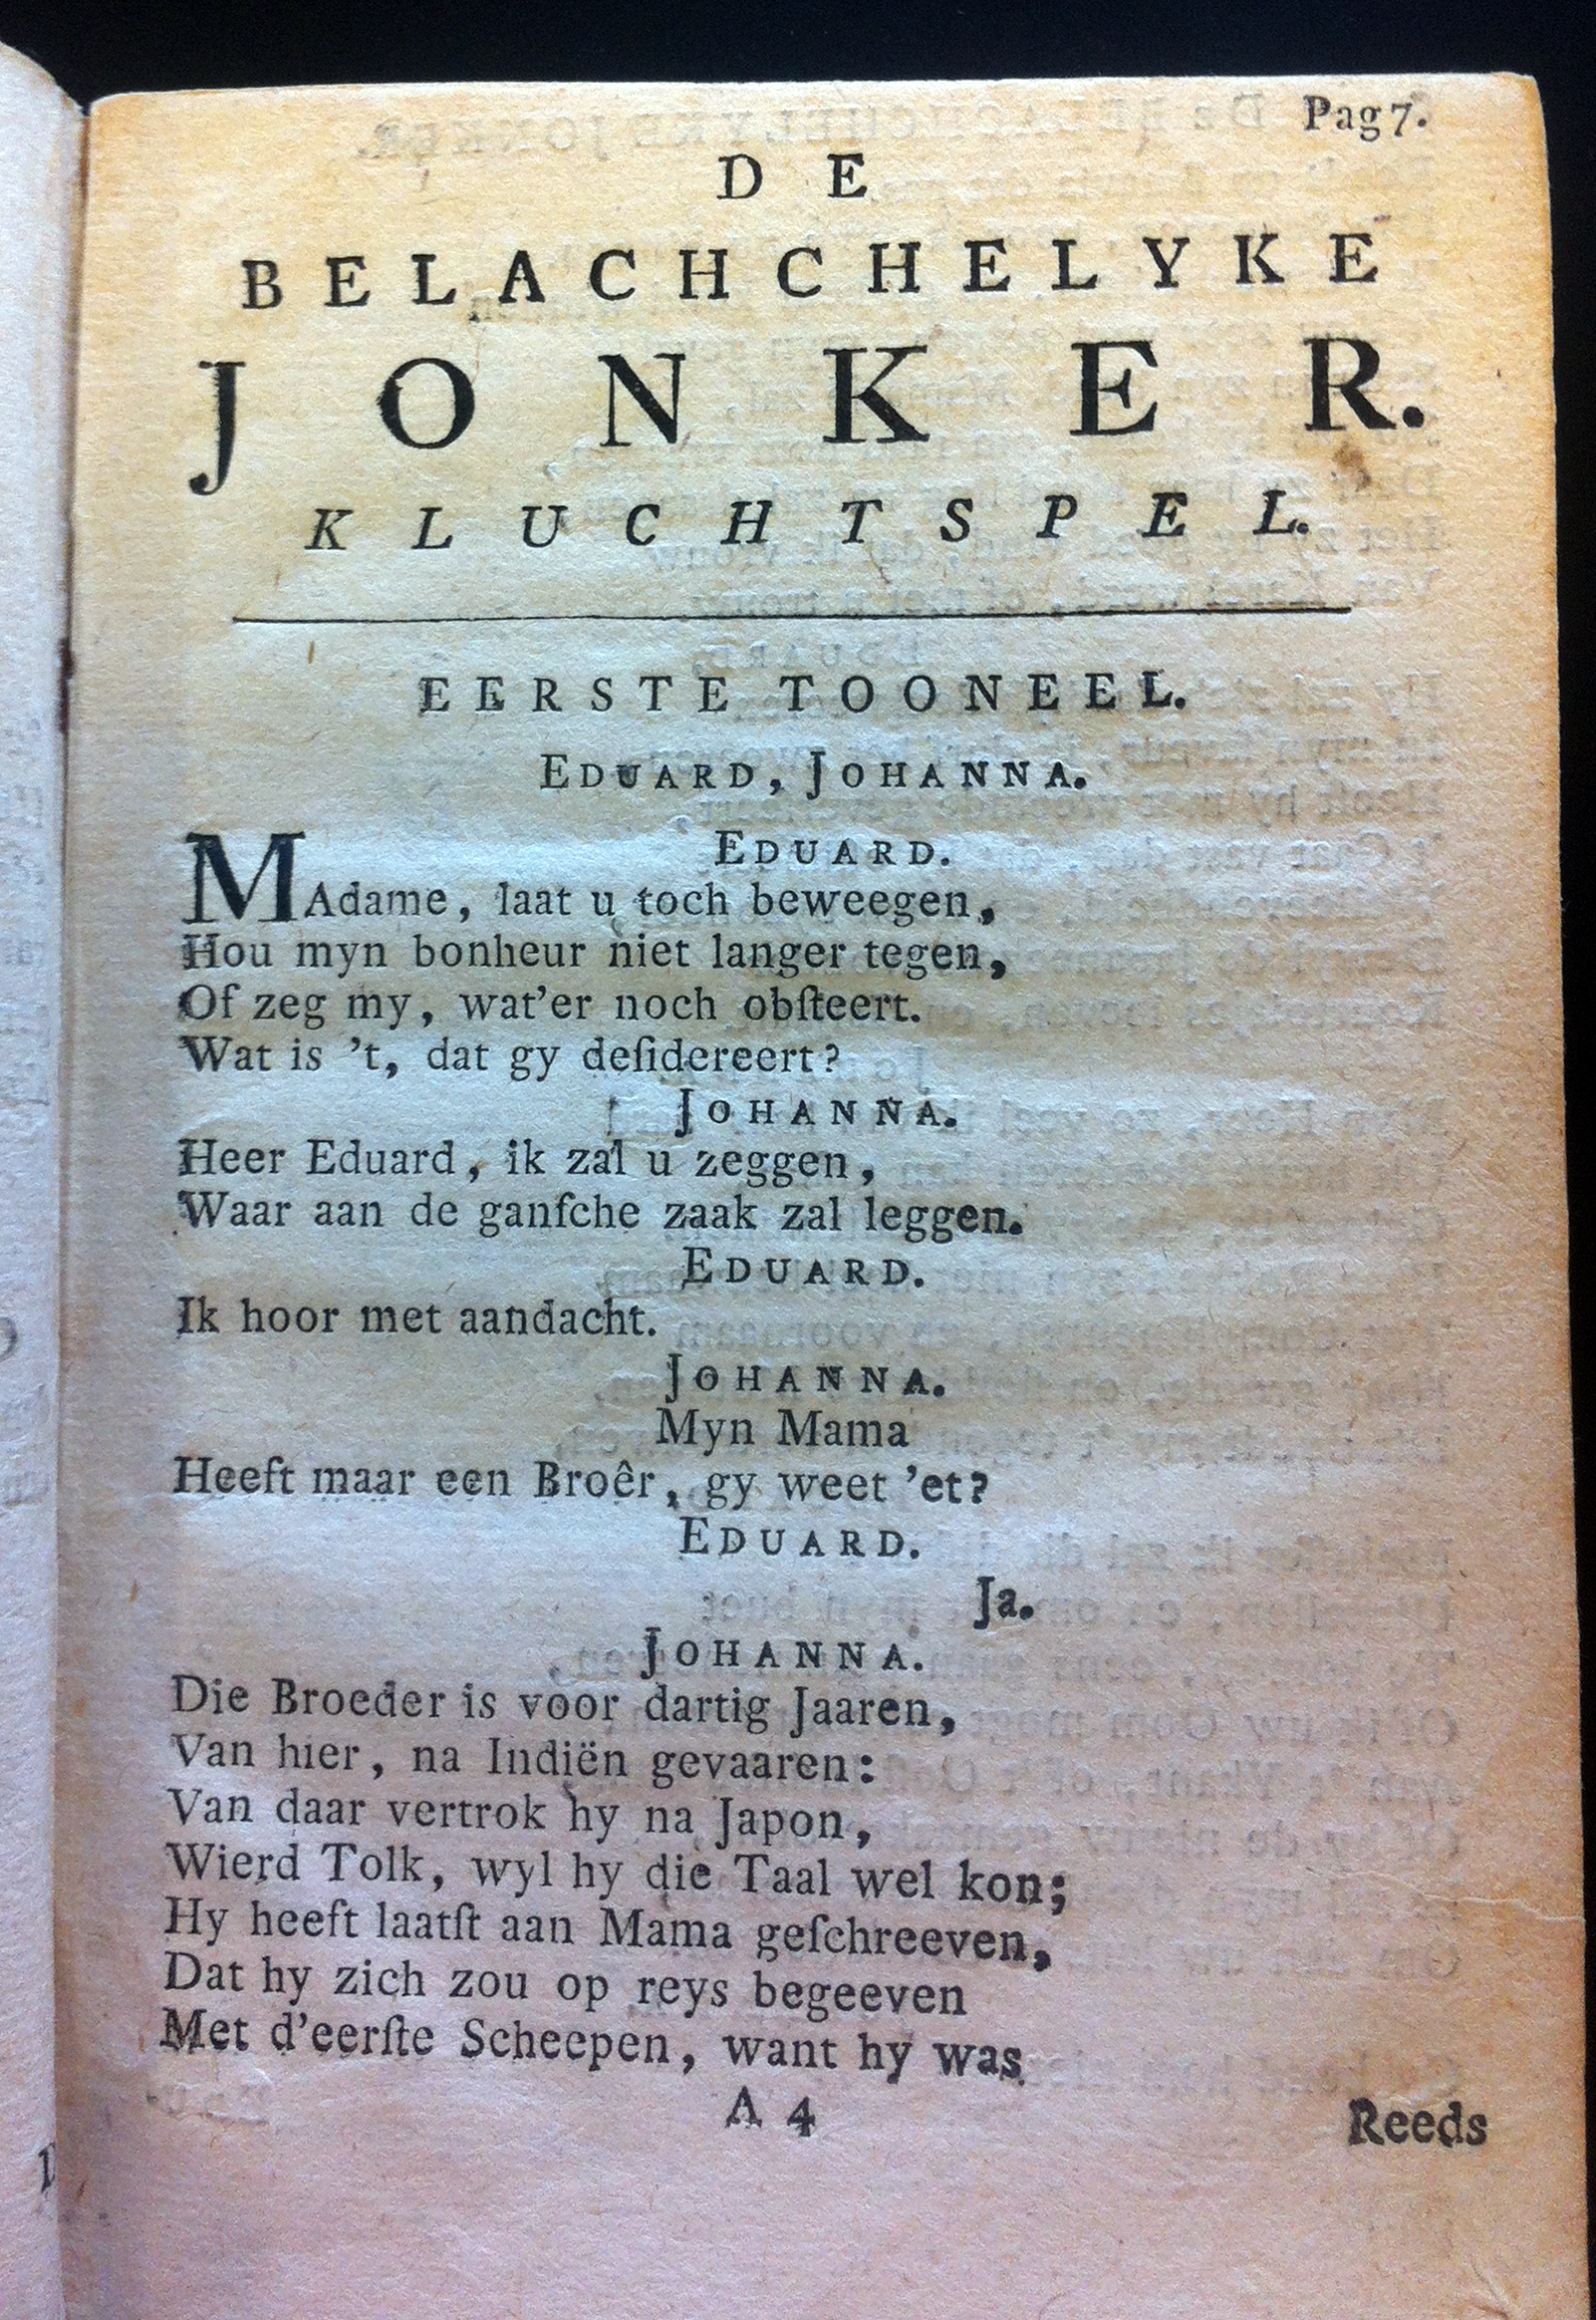 Pag 7.
DE
BELACHCHELYKE
JONKER.
KLUCHTSPEL.
EERSTE TOONEEL.
EDUARD, JOHANNA.
EDUARD.
MAdame, laat u toch beweegen,
Hou myn bonheur niet langer tegen,
Of zeg my, wat'er noch obſteert.
Wat is 't, dat gy deſidereert?
JOHANNA.
Heer Eduard, ik zal u zeggen,
Waar aan de ganſche zaak zal leggen.
EDUARD.
Ik hoor met aandacht.
JOHANNA.
Myn Mama
Heeft maar een Broêr, gy weet 'et?
EDUARD.
Ja.
JOHANNA.
Die Broeder is voor dartig Jaaren,
Van hier, na Indiën gevaaren:
Van daar vertrok hy na Japon,
Wierd Tolk, wyl hy die Taal wel kon;
Hy heeft laatſt aan Mama geſchreeven,
Dat hy zich zou op reys begeeven
Met d'eerſte Scheepen, want hy was
A 4
Reeds